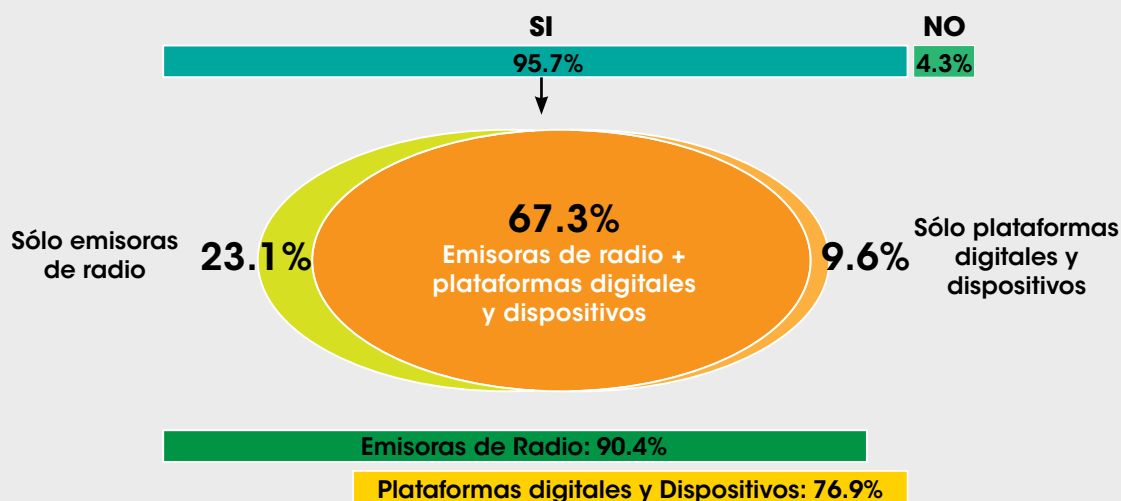 SI
NO
95.7%
4.3%
Sólo emisoras
de radio
23.1%
67.3%
Emisoras de radio +
plataformas digitales
y dispositivos
9.6%
Sólo plataformas
digitales y
dispositivos
Emisoras de Radio: 90.4%
Plataformas digitales y Dispositivos: 76.9%